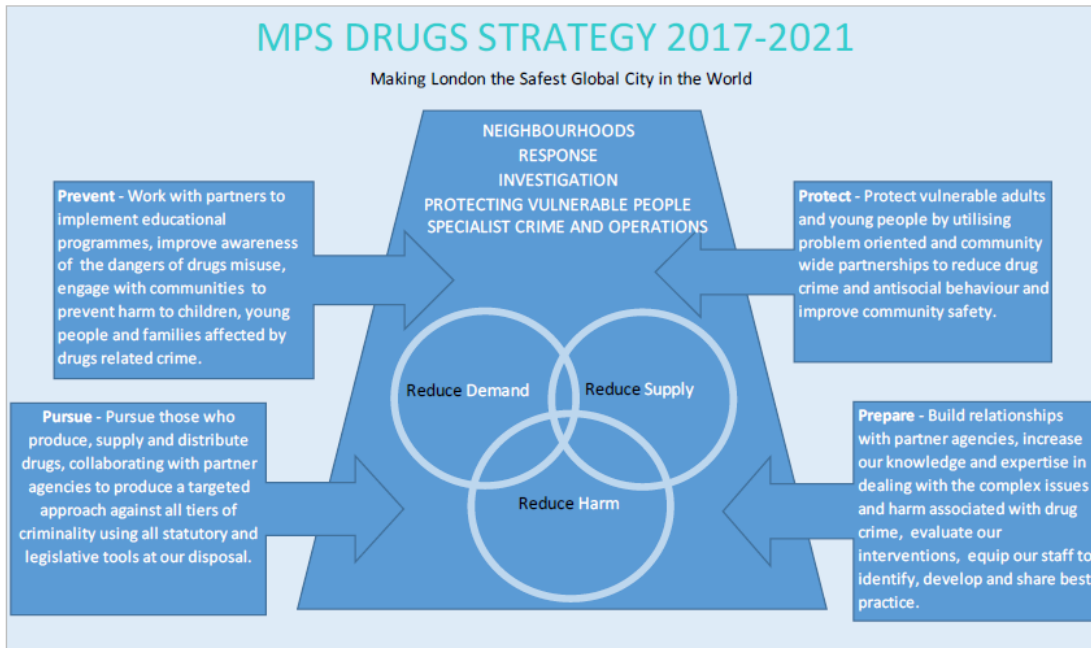 MPS DRUGS STRATEGY 2017-2021
Making London the Safest Global City in the World
NEIGHBOURHOODS
RESPONSE
INVESTIGATION
PROTECTING VULNERABLE PEOPLE
SPECIALIST CRIME AND OPERATIONS
Prevent - Work with partners to
implement educational
programmes, improve awareness
of the dangers of drugs misuse,
engage with communities to
prevent harm to children, young
people and families affected by
drugs related crime.
Protect - Protect vulnerable adults
and young people by utilising
problem oriented and community
wide partnerships to reduce drug
crime and antisocial behaviour and
improve community safety.
Reduce Demand
Reduce Supply
Reduce Harm
Pursue - Pursue those who
produce, supply and distribute
drugs, collaborating with partner
agencies to produce a targeted
approach against all tiers of
criminality using all statutory and
legislative tools at our disposal.
Prepare - Build relationships
with partner agencies, increase
our knowledge and expertise in
dealing with the complex issues
and harm associated with drug
crime, evaluate our
interventions, equip our staff to
identify, develop and share best
practice.